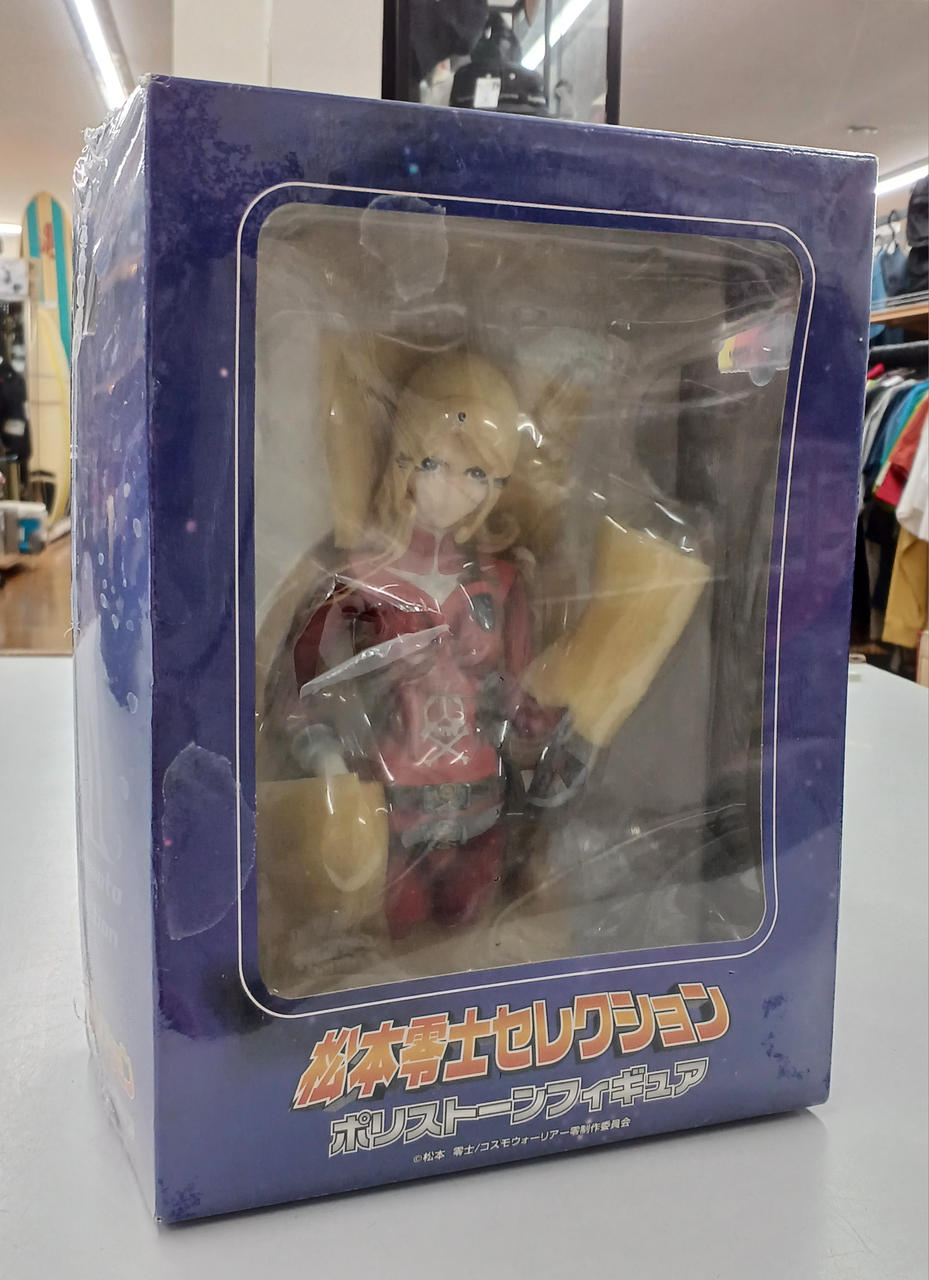 松本零士セレクション
ポリストーンフィギュア
©松本 零士/コスモウォーリアー零制作委員会